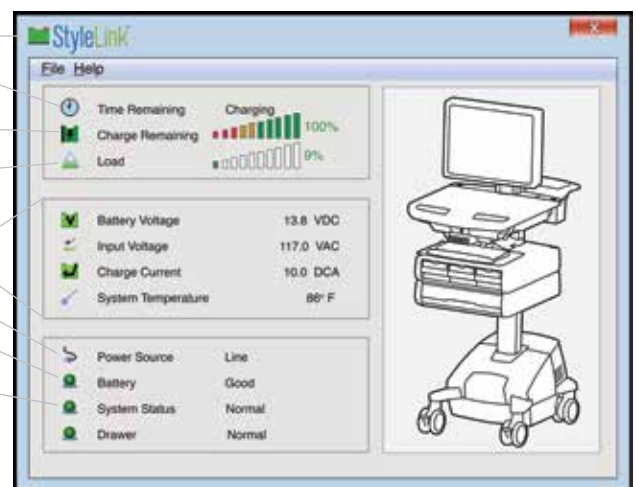 StyleLink
File Help
Time Remaining Charging
Charge Remaining 100%
Load 9%
Battery Voltage 13.8 VDC
Input Voltage 117.0 VAC
Charge Current 10.0 DCA
System Temperature 86° F
Power Source Line
Battery Good
System Status Normal
Drawer Normal